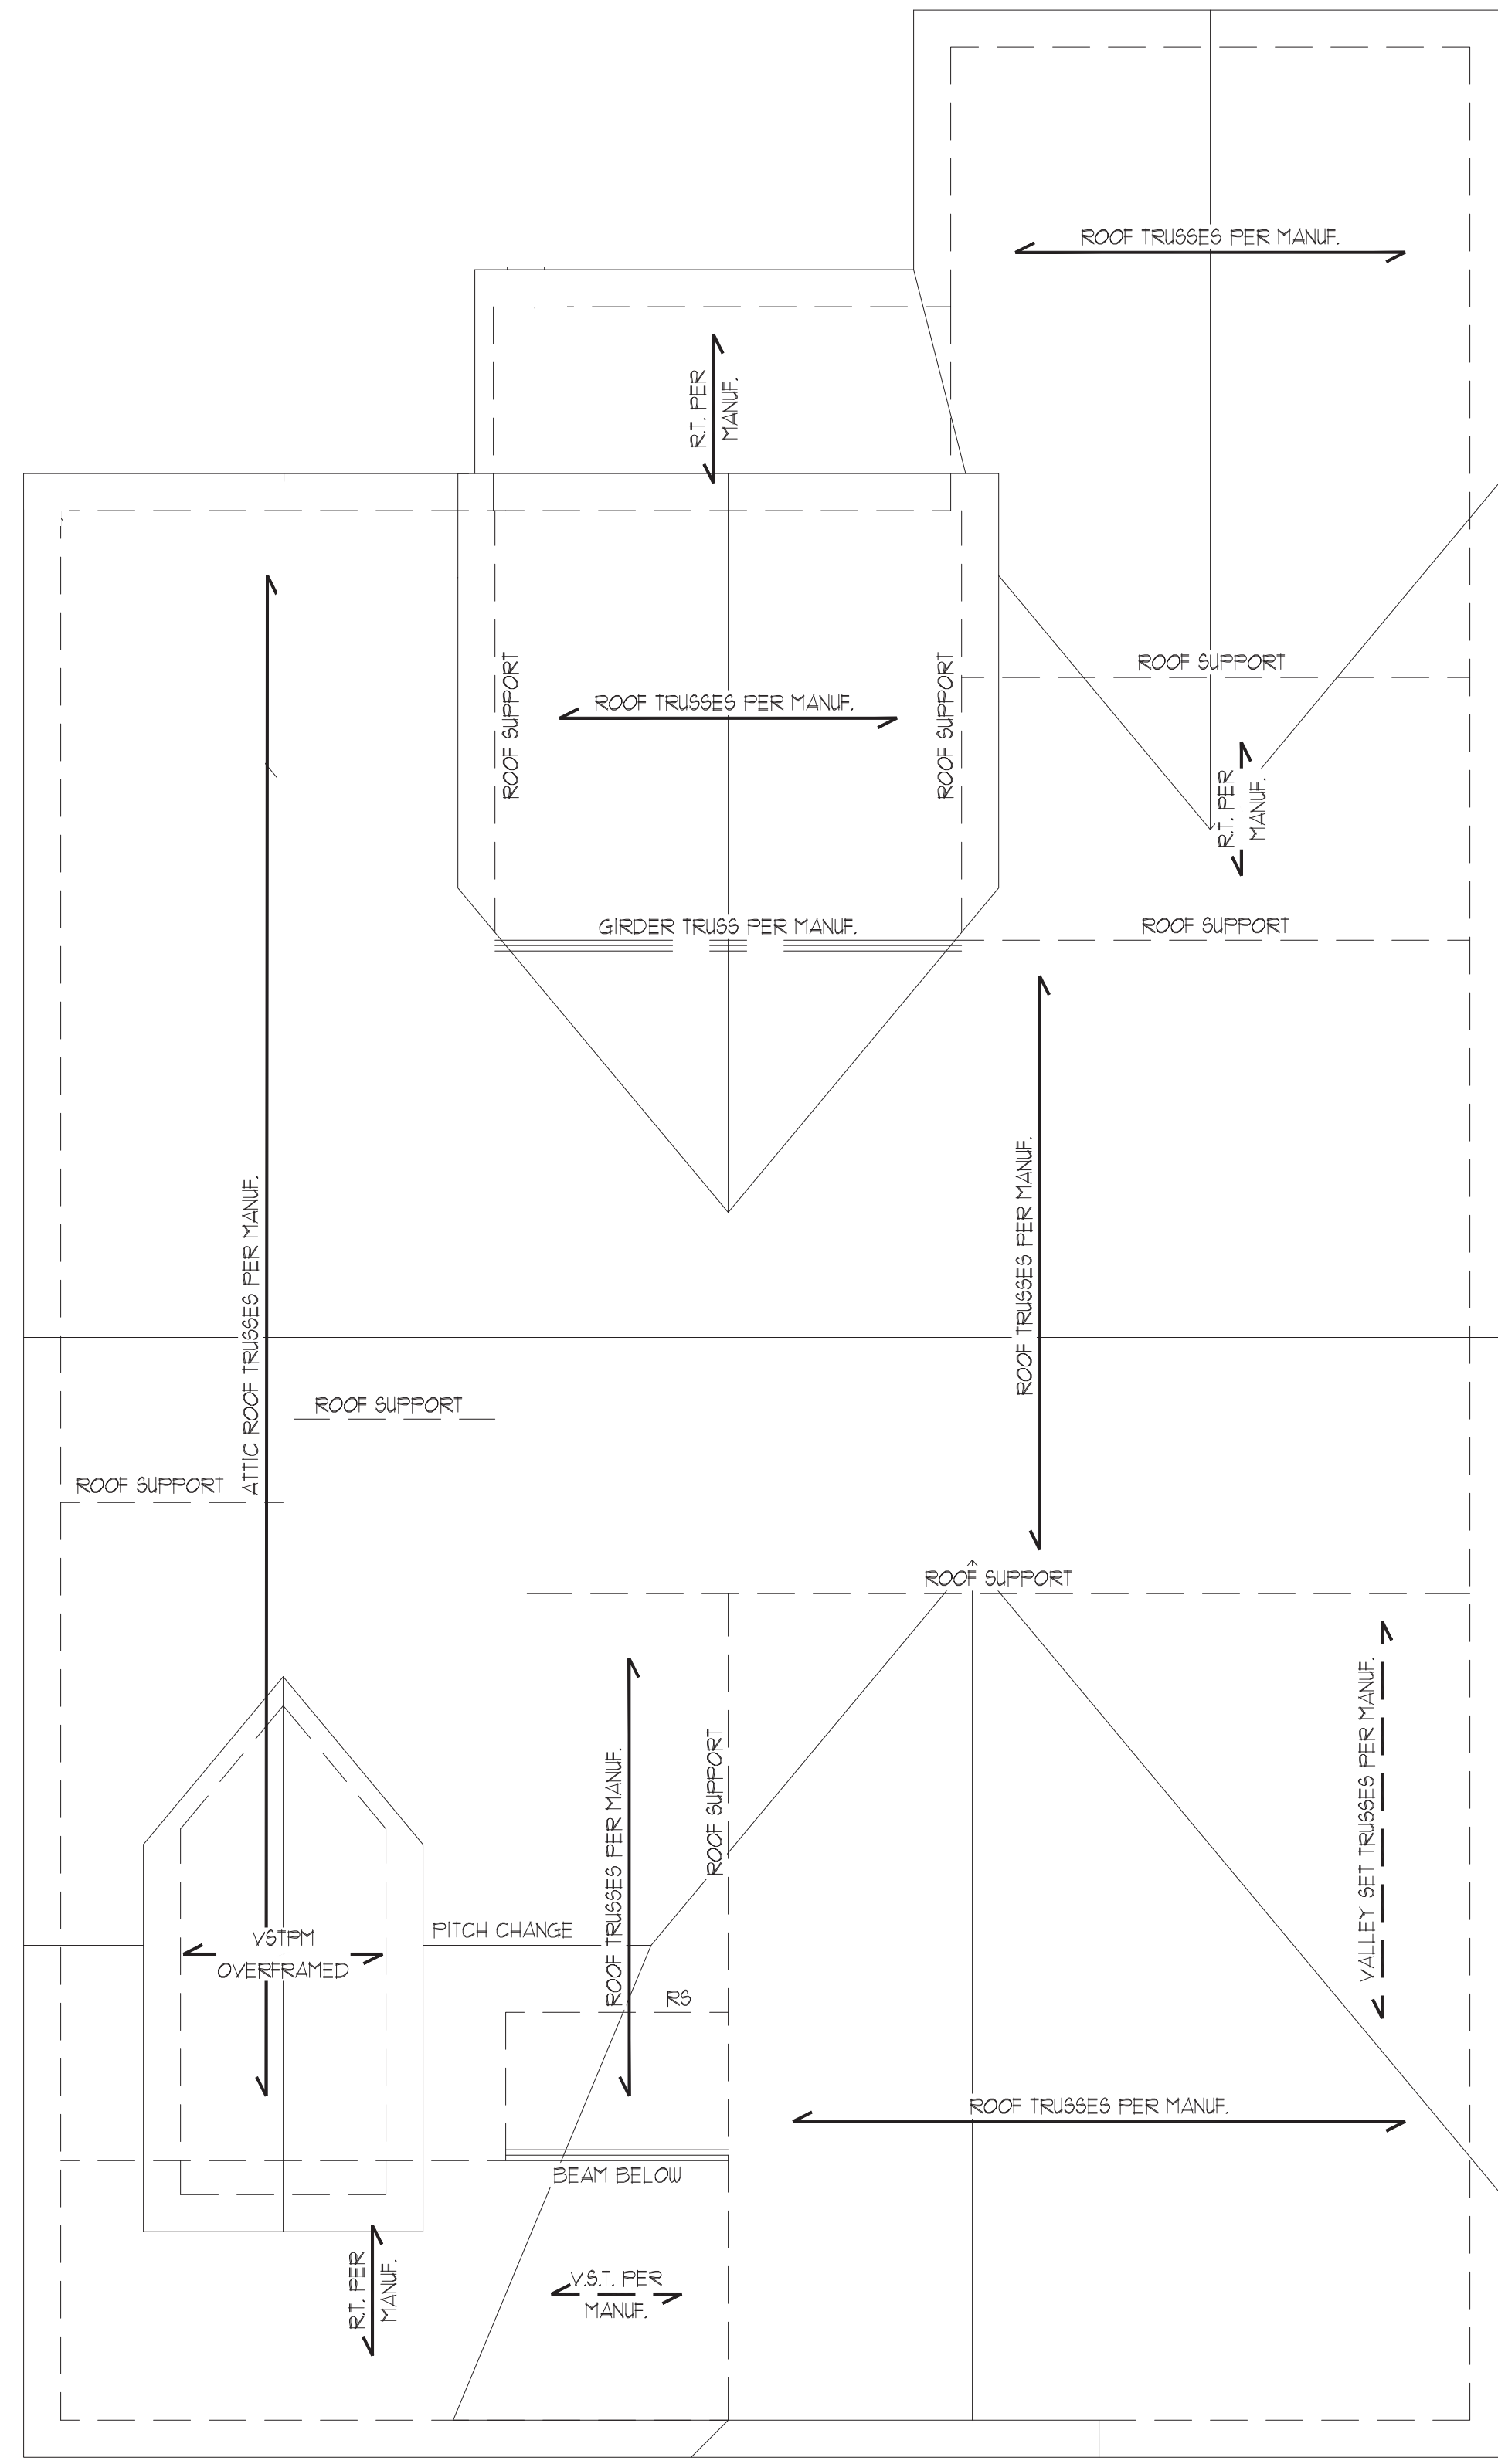 ROOF TRUSSES PER MANUF.
R.T. PER
MANUF.
ROOF SUPPORT
ROOF TRUSSES PER MANUF.
ROOF SUPPORT
ROOF SUPPORT
R.T. PER
MANUF.
GIRDER TRUSS PER MANUF.
ROOF SUPPORT
ATTIC ROOF TRUSSES PER MANUF.
ROOF TRUSSES PER MANUF.
ROOF SUPPORT
ROOF SUPPORT
ROOF SUPPORT
ROOF TRUSSES PER MANUF.
ROOF SUPPORT
VALLEY SET TRUSSES PER MANUF.
PITCH CHANGE
VSTPM
OVERFRAMED
RS
ROOF TRUSSES PER MANUF.
BEAM BELOW
R.T. PER
MANUF.
V.S.T. PER
MANUF.